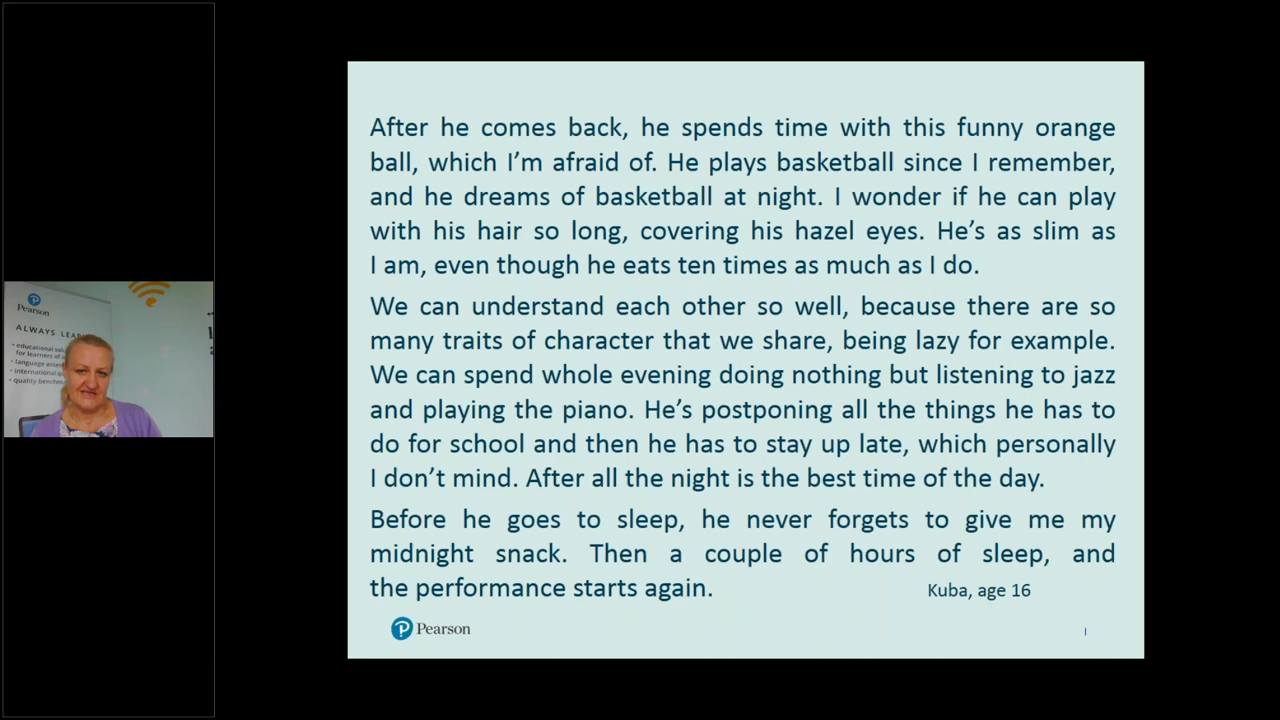 After he comes back, he spends time with this funny orange
ball, which I'm afraid of. He plays basketball since I remember,
and he dreams of basketball at night. I wonder if he can play
with his hair so long, covering his hazel eyes. He's as slim as
I am, even though he eats ten times as much as I do.
We can understand each other so well, because there are so
many traits of character that we share, being lazy for example.
We can spend whole evening doing nothing but listening to jazz
and playing the piano. He's postponing all the things he has to
do for school and then he has to stay up late, which personally
I don't mind. After all the night is the best time of the day.
Before he goes to sleep, he never forgets to give me my
midnight snack. Then a couple of hours of sleep, and
the performance starts again.
Kuba, age 16
Pearson
Pearson
ALWAYS
educational
for learners of
language
international
quality